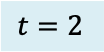 t = 2